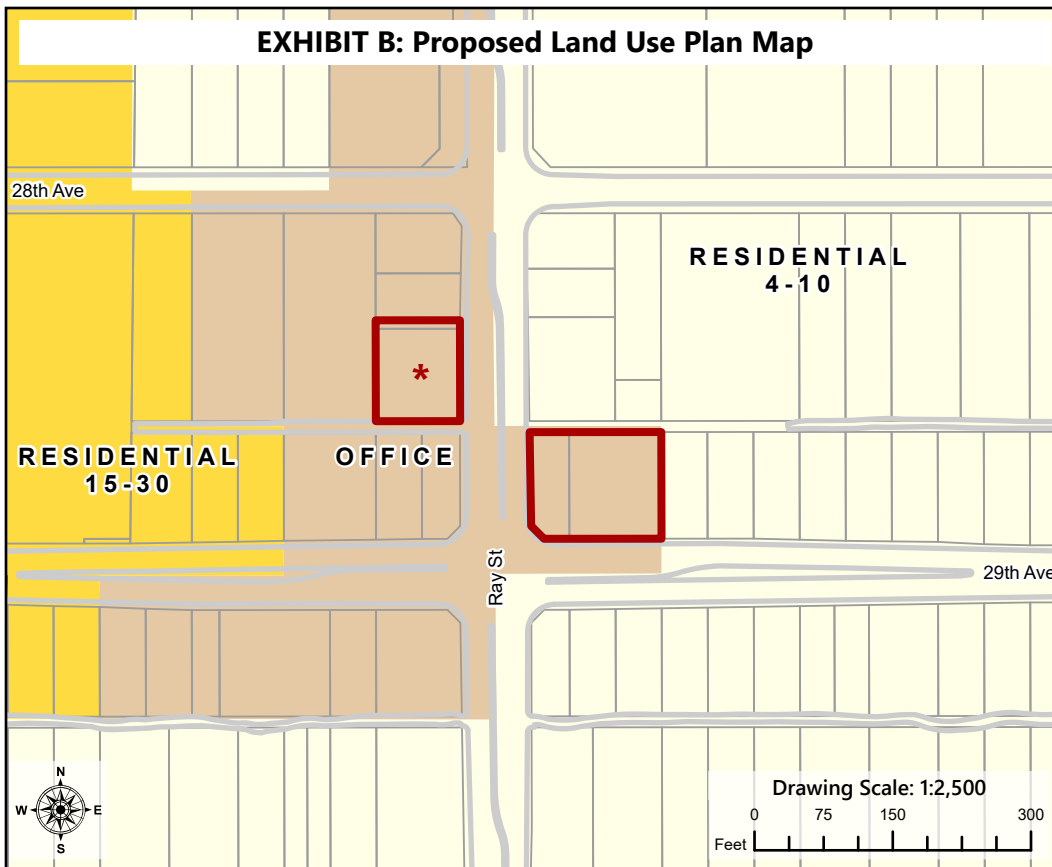 EXHIBIT B: Proposed Land Use Plan Map
28th Ave
RESIDENTIAL
4-10
*
RESIDENTIAL
15-30
OFFICE
Ray St
29th Ave
N
W E
S
Drawing Scale: 1:2,500
0 75 150 300
Feet